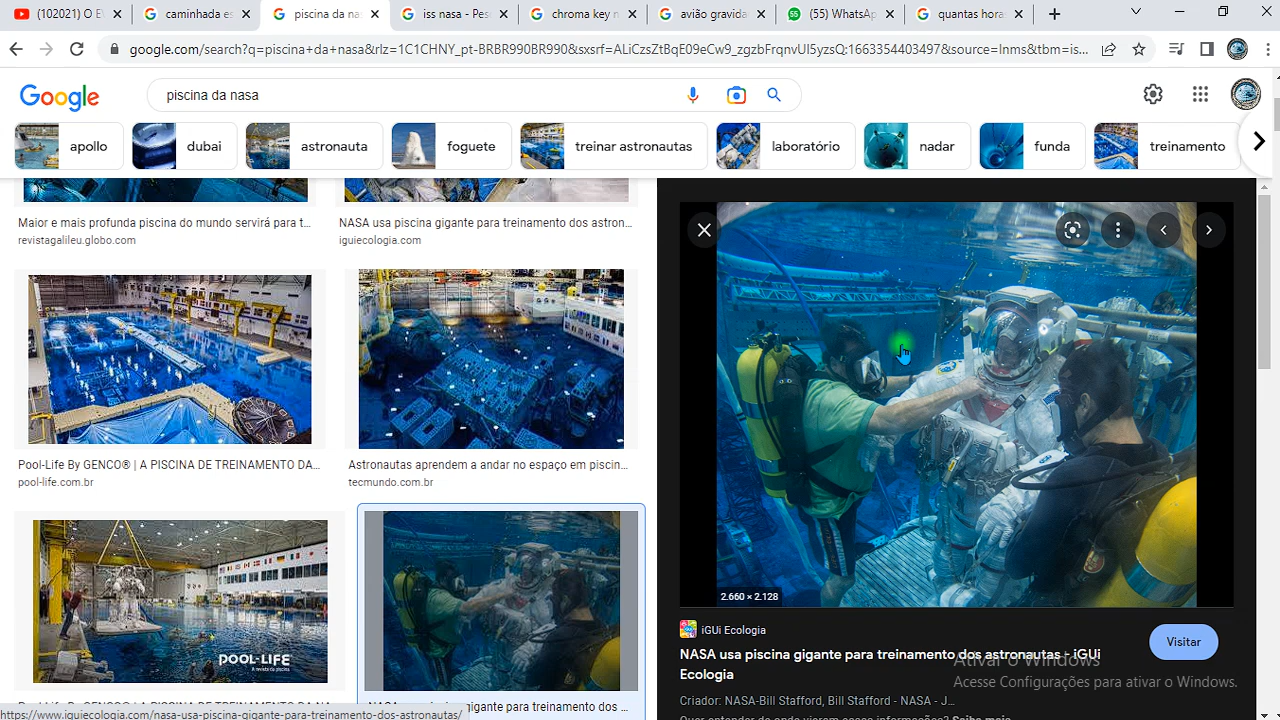 (102021) O E
caminhada es
piscina da na
iss nasa - Pes
chroma key n
avião gravida
(55) WhatsAp
quantas hora
google.com/search?q=piscina+da+nasa&rlz=1C1CHNY_pt-BRBR990BR990&sxsrf=ALiCzsZtBqE09eCw9_zgzbFrqnvUI5yzsQ:1663354403497&source=lnms&tbm=is...
Google
piscina da nasa
apollo
dubai
astronauta
foguete
treinar astronautas
laboratório
nadar
funda
treinamento
Maior e mais profunda piscina do mundo servirá para t...
revistagalileu.globo.com
NASA usa piscina gigante para treinamento dos astron...
iguiecologia.com
Pool-Life By GENCO® | A PISCINA DE TREINAMENTO DA...
pool-life.com.br
Astronautas aprendem a andar no espaço em piscin...
tecmundo.com.br
POOL-LIFE
A revista da piscina
2.660 × 2.128
iGUi Ecologia
Visitar
NASA usa piscina gigante para treinamento dos astronautas - iGUi
Ecologia
Ativar o Windows
Acesse Configurações para ativar o Windows.
Criador: NASA-Bill Stafford, Bill Stafford - NASA - J...
https://www.iguiecologia.com/nasa-usa-piscina-gigante-para-treinamento-dos-astronautas/
gigante para treinamento dos ...